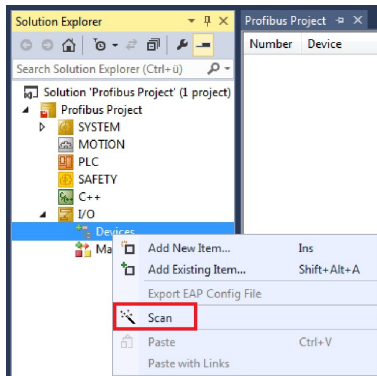 Solution Explorer
Profibus Project
Number Device
Search Solution Explorer (Ctrl+ü)
Solution 'Profibus Project' (1 project)
Profibus Project
SYSTEM
MOTION
PLC
SAFETY
C++
I/O
Devices
Ma
Add New Item... Ins
Add Existing Item... Shift+Alt+A
Export EAP Config File
Scan
Paste Ctrl+V
Paste with Links